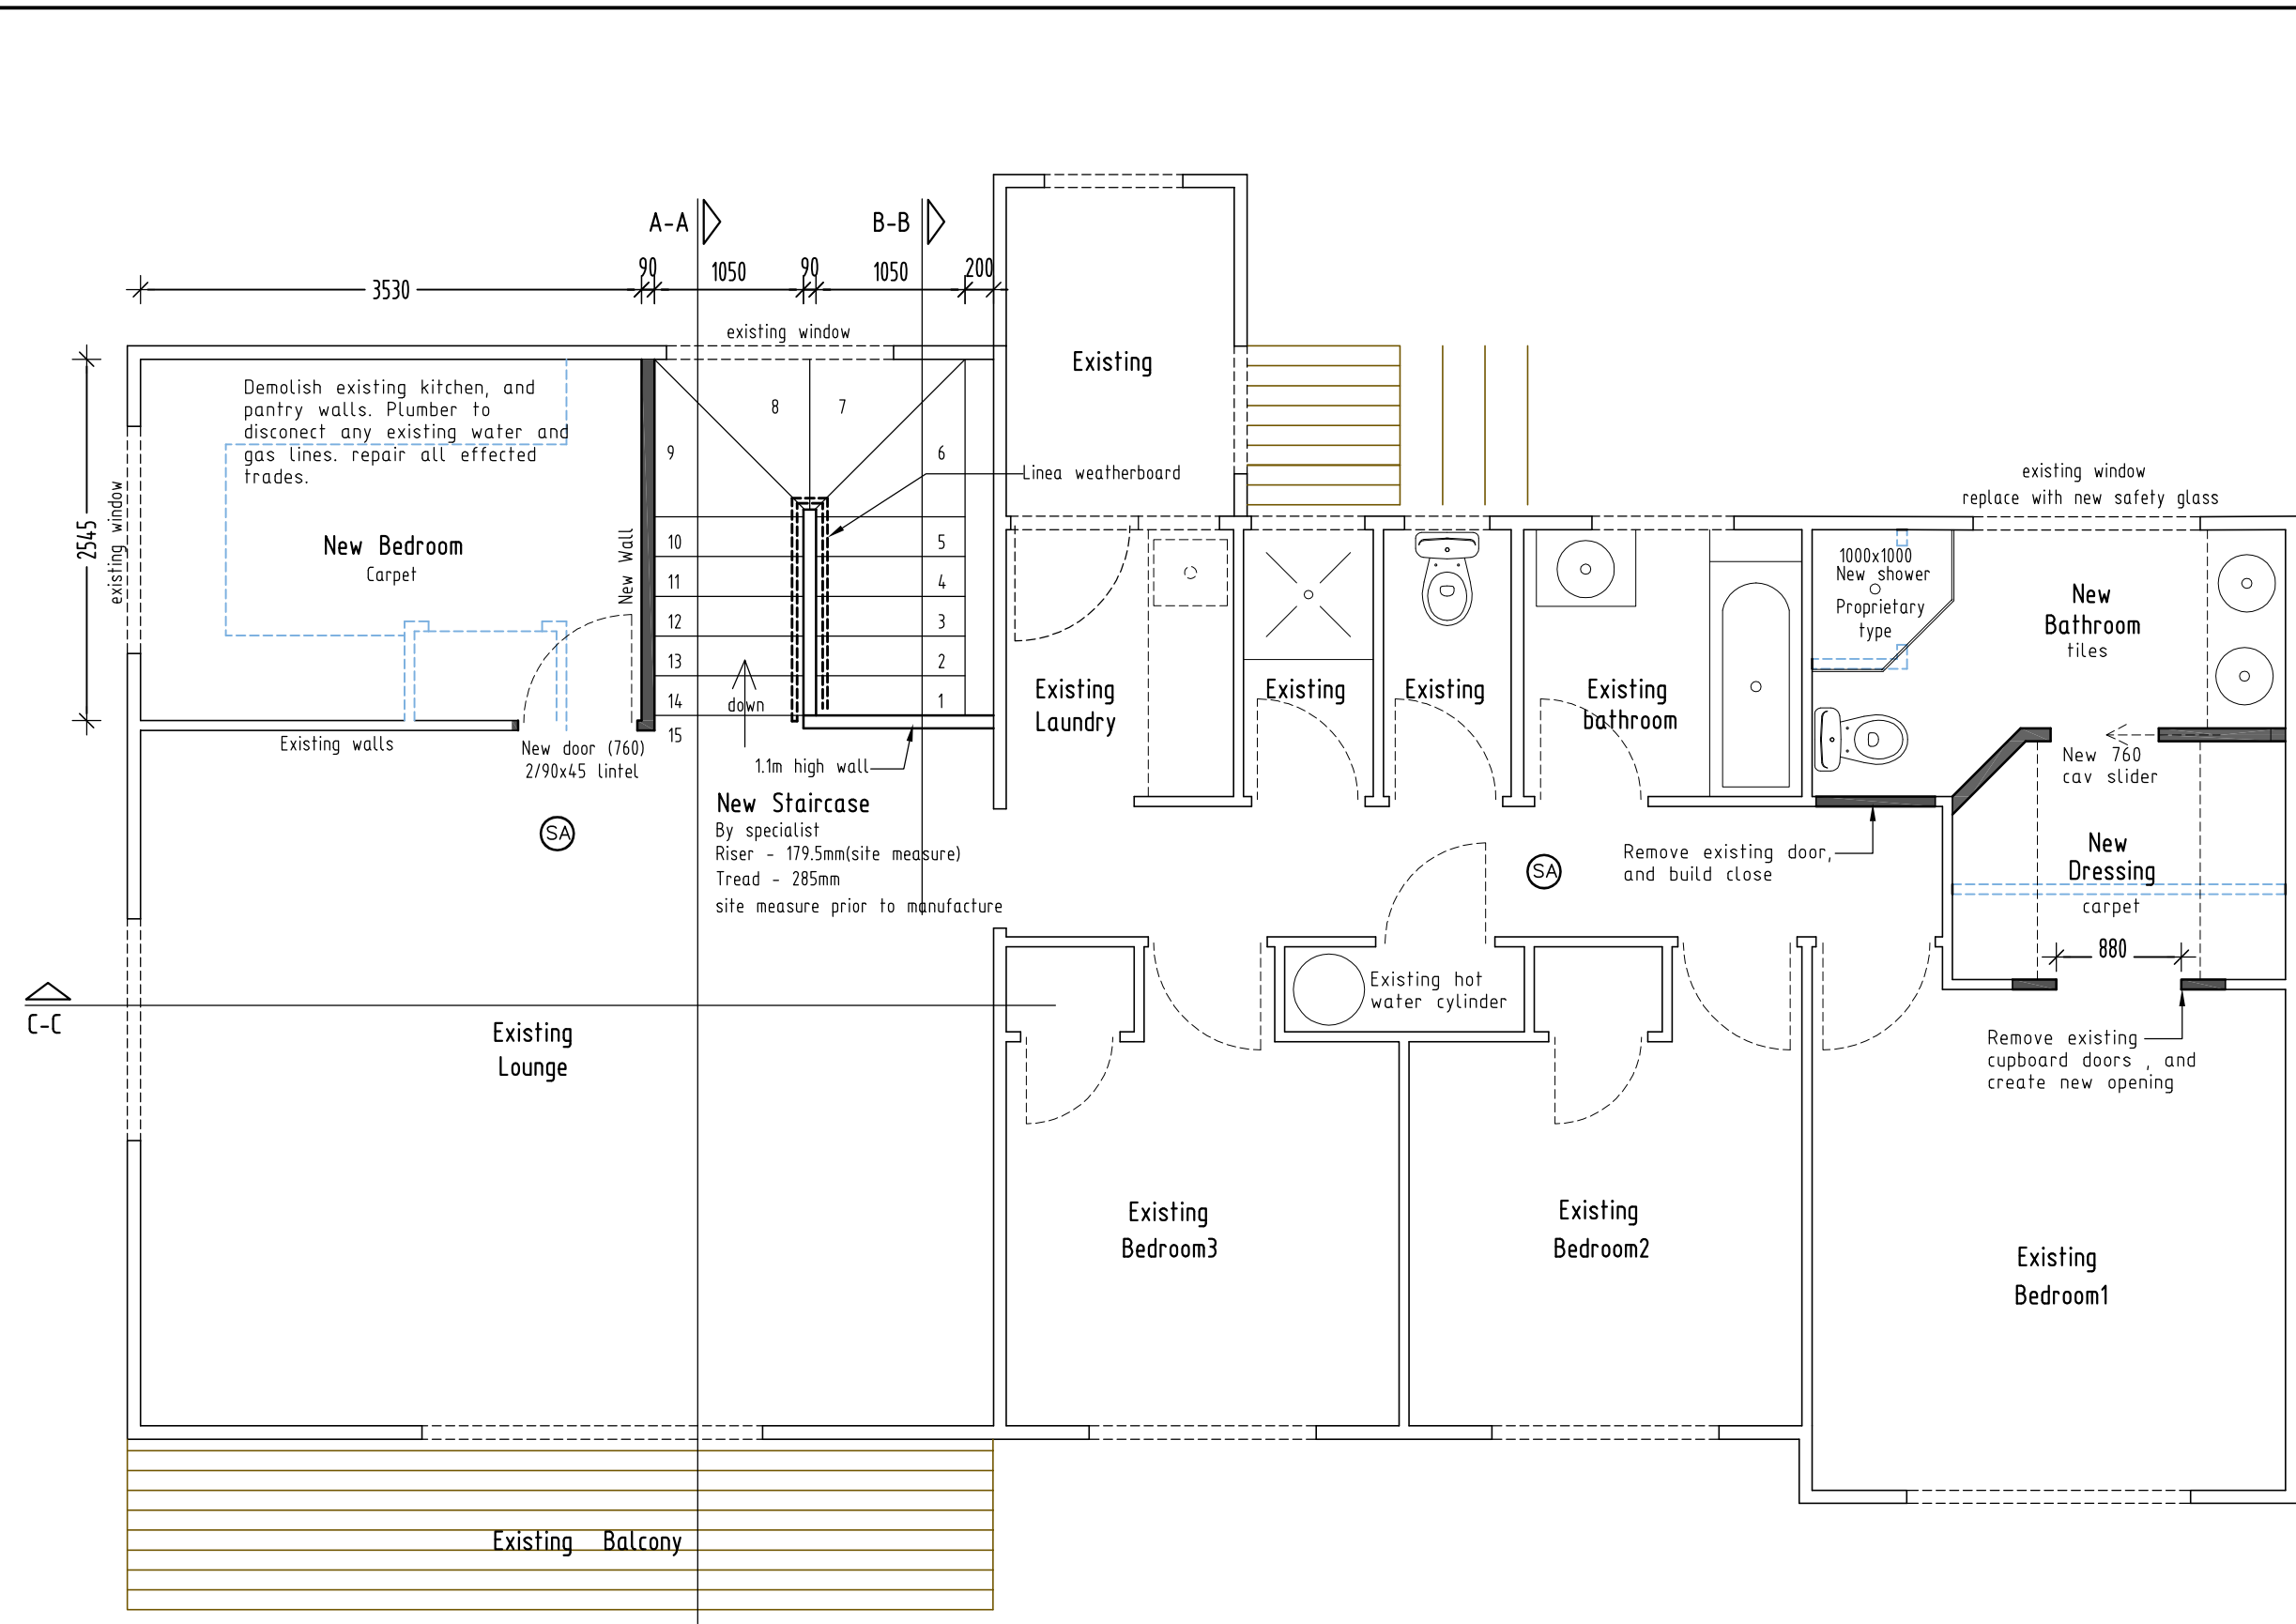 A-A
B-B
90
1050
90
1050
200
3530
existing window
Demolish existing kitchen, and
pantry walls. Plumber to
disconect any existing water and
gas lines. repair all effected
trades.
2545
existing window
New Bedroom
Carpet
New Wall
8
7
9
6
10
5
11
4
12
3
13
2
14
1
15
down
Linea weatherboard
Existing
existing window
replace with new safety glass
1000x1000
New shower
Proprietary
type
New
Bathroom
tiles
Existing
Laundry
Existing
Existing
Existing
bathroom
Existing walls
New door (760)
2/90x45 lintel
1.1m high wall
New Staircase
By specialist
Riser - 179.5mm(site measure)
Tread - 285mm
site measure prior to manufacture
SA
SA
New 760
cav slider
Remove existing door,
and build close
New
Dressing
carpet
880
C-C
Existing hot
water cylinder
Existing
Lounge
Remove existing
cupboard doors , and
create new opening
Existing
Bedroom3
Existing
Bedroom2
Existing
Bedroom1
Existing Balcony